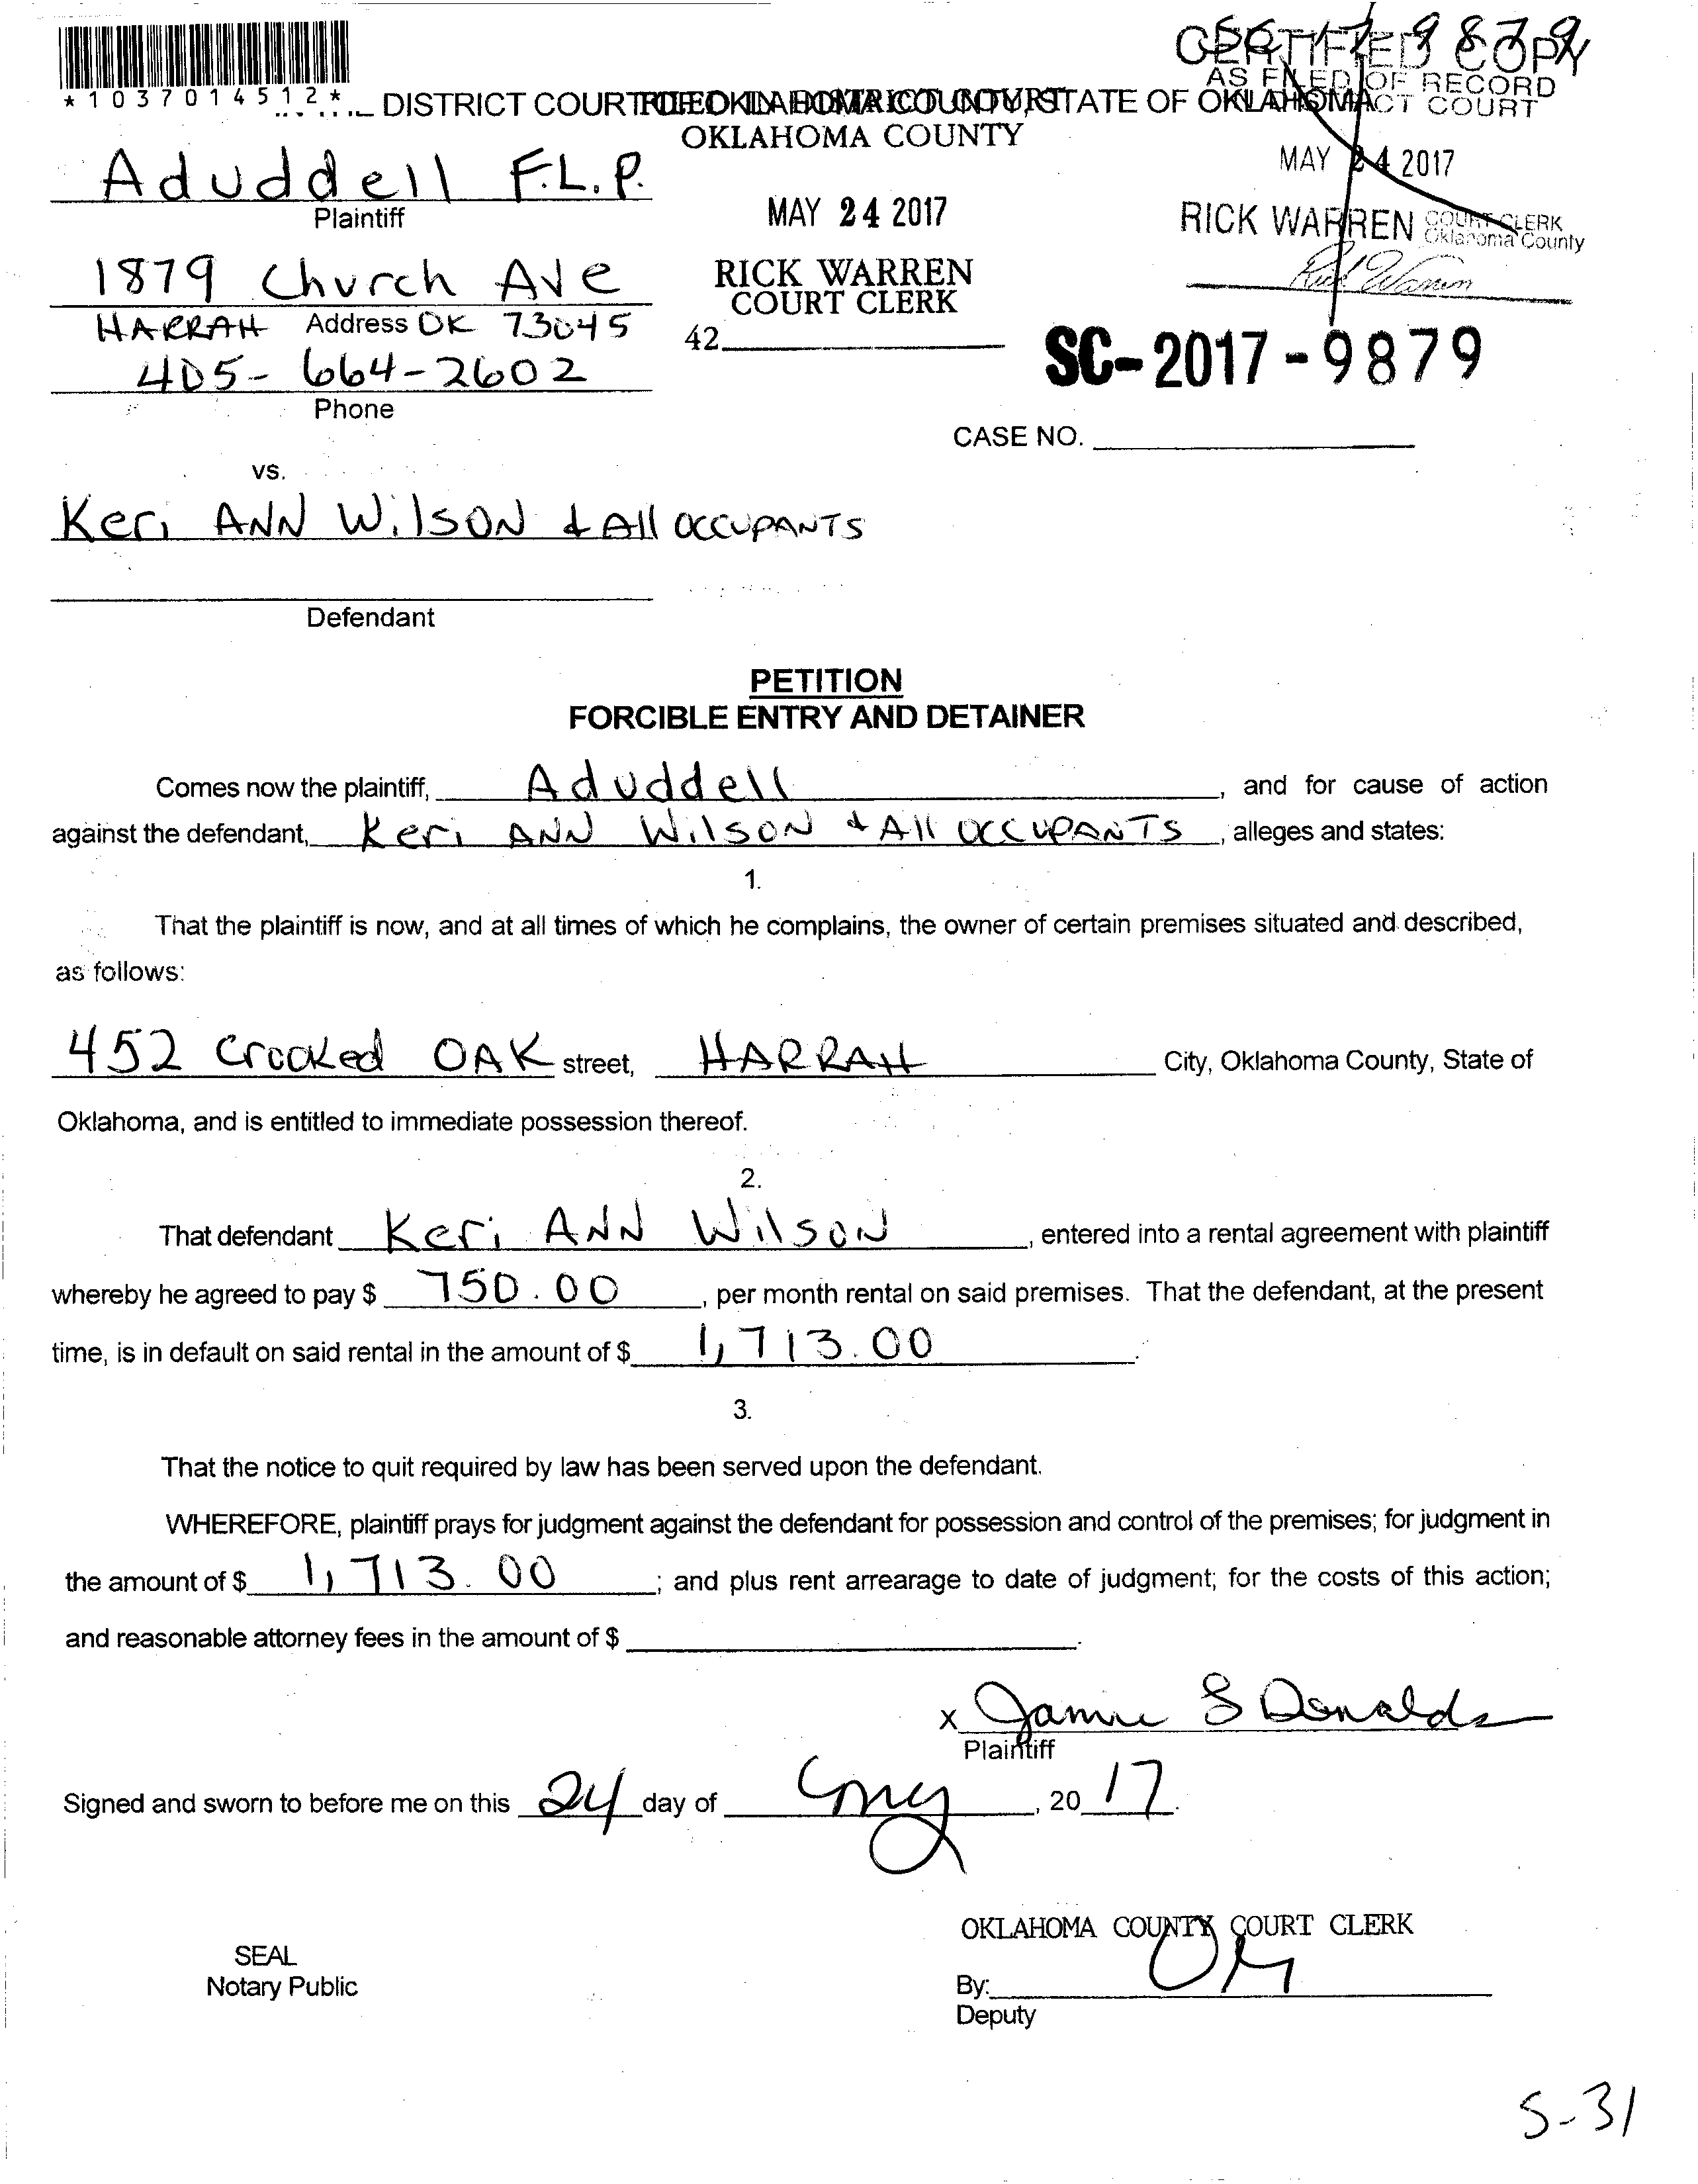 SC-17-9879
CERTIFIED COPY
AS FILED OF RECORD
*1037014512*
DISTRICT COURT STATE OF OKLAHOMA
FILED IN DISTRICT COURT
OKLAHOMA COUNTY
Aduddell F.L.P.
Plaintiff
MAY 24 2017
MAY 24 2017
RICK WARREN COURT CLERK
Oklahoma County
Rick Warren
1879 Church Ave
RICK WARREN
COURT CLERK
HARRAH Address OK 73045
42
SC-2017-9879
405-664-2602
Phone
CASE NO.
vs.
Keri ANN WilsoN & All OCCUPANTS
Defendant
PETITION
FORCIBLE ENTRY AND DETAINER
Comes now the plaintiff, Aduddell, and for cause of action
against the defendant, Keri ANN WilsoN & All OCCUPANTS, alleges and states:
1.
That the plaintiff is now, and at all times of which he complains, the owner of certain premises situated and described,
as follows:
452 Crooked OAK street, HARRAH City, Oklahoma County, State of
Oklahoma, and is entitled to immediate possession thereof.
2.
That defendant Keri ANN WilsoN, entered into a rental agreement with plaintiff
whereby he agreed to pay $ 750.00, per month rental on said premises. That the defendant, at the present
time, is in default on said rental in the amount of $ 1,713.00.
3.
That the notice to quit required by law has been served upon the defendant.
WHEREFORE, plaintiff prays for judgment against the defendant for possession and control of the premises; for judgment in
the amount of $ 1,713.00; and plus rent arrearage to date of judgment; for the costs of this action;
and reasonable attorney fees in the amount of $.
x Jamie S Donalds
Plaintiff
Signed and sworn to before me on this 24 day of May, 2017.
OKLAHOMA COUNTY COURT CLERK
SEAL
Notary Public
By:
Deputy
5-31